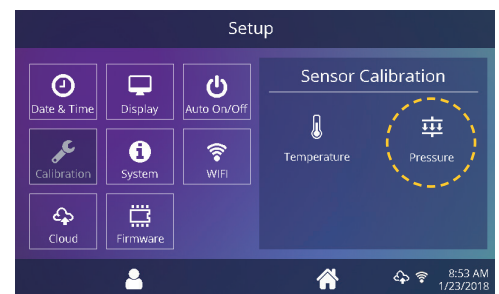 Setup
Date & Time
Display
Auto On/Off
Calibration
System
WIFI
Cloud
Firmware
Sensor Calibration
Temperature
Pressure
8:53 AM
1/23/2018